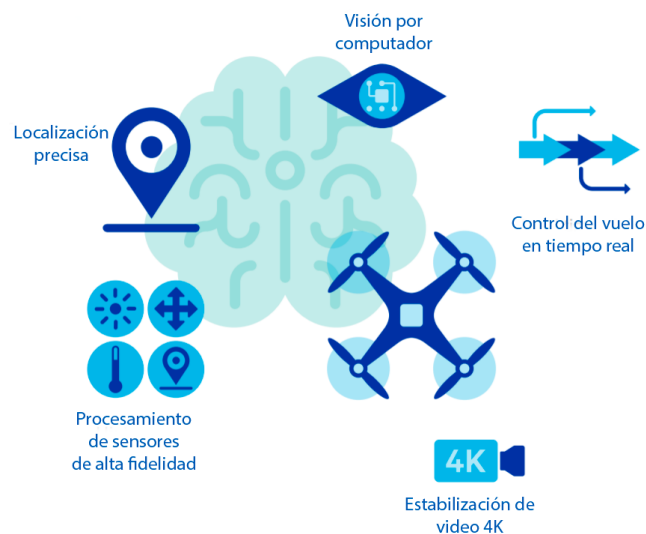 Visión por
computador
Localización
precisa
Control del vuelo
en tiempo real
Procesamiento
de sensores
de alta fidelidad
4K
Estabilización de
video 4K